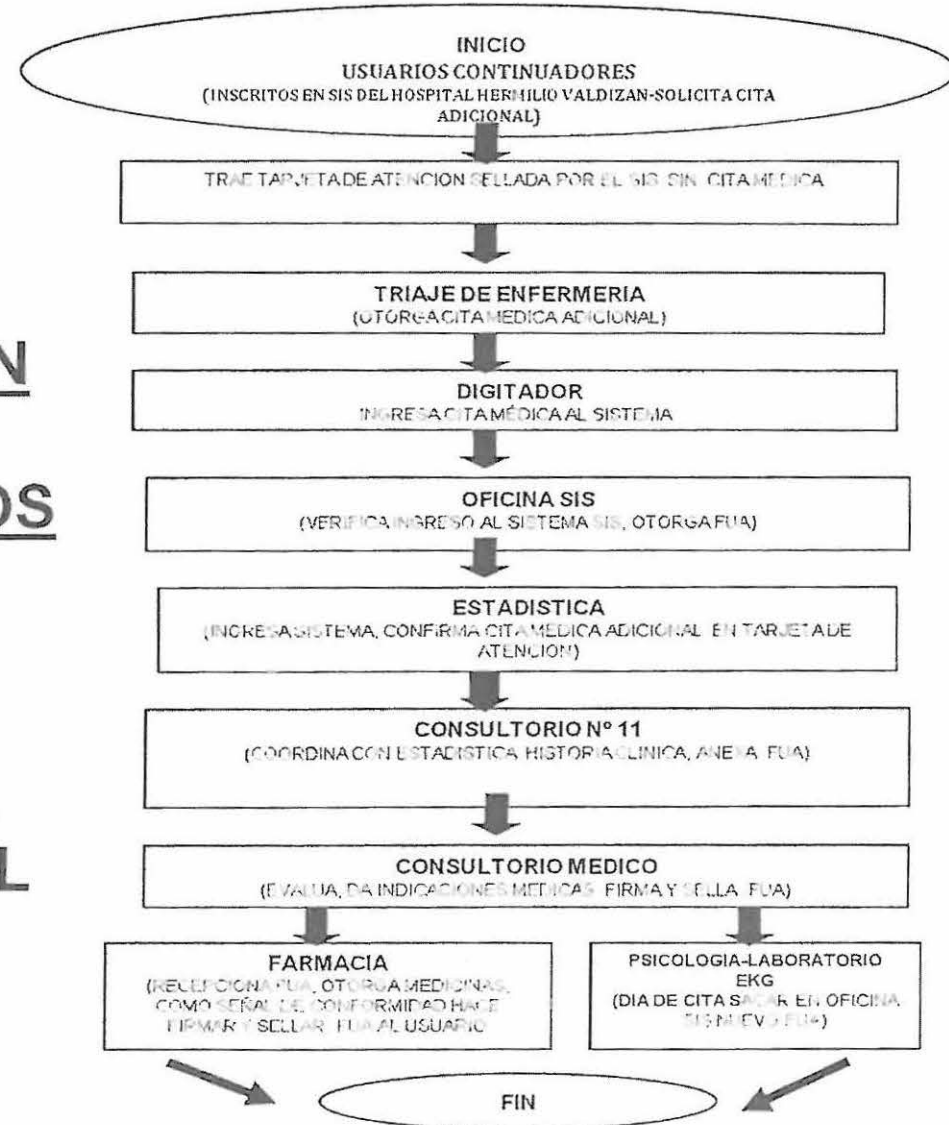 INICIO
USUARIOS CONTINUADORES
(INSCRITOS EN SIS DEL HOSPITAL HERMILIO VALDIZAN-SOLICITA CITA
ADICIONAL)
TRAE TARJETA DE ATENCION SELLADA POR EL SIS SIN CITA MEDICA
TRIAJE DE ENFERMERIA
(OTORGA CITA MEDICA ADICIONAL)
N
DIGITADOR
INGRESA CITA MÉDICA AL SISTEMA
OS
OFICINA SIS
(VERIFICA INGRESO AL SISTEMA SIS, OTORGA FUA)
ESTADISTICA
(INGRESA SISTEMA, CONFIRMA CITA MEDICA ADICIONAL EN TARJETA DE
ATENCION)
CONSULTORIO Nº 11
(COORDINA CON ESTADISTICA HISTORIA CLINICA, ANEXA FUA)
L
CONSULTORIO MEDICO
(EVALUA, DA INDICACIONES MEDICAS FIRMA Y SELLA FUA)
FARMACIA
(RECEPCIONA FUA, OTORGA MEDICINAS,
COMO SEÑAL DE CONFORMIDAD HACE
FIRMAR Y SELLAR FUA AL USUARIO
PSICOLOGIA-LABORATORIO
EKG
(DIA DE CITA SACAR EN OFICINA
SIS NUEVO FUA)
FIN